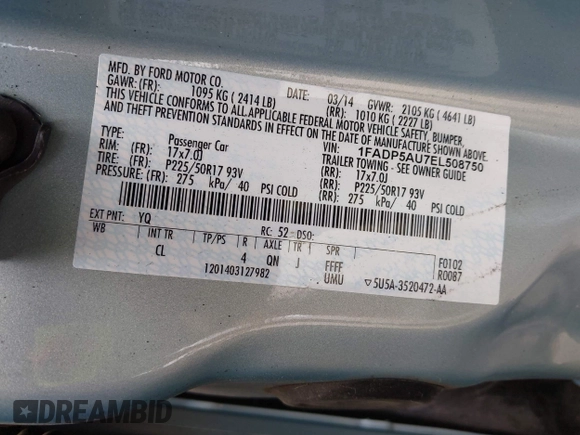 MFD. BY FORD MOTOR CO.
DATE: 03/14 GVWR: 2105 KG ( 4641 LB)
GAWR: (FR): 1095 KG ( 2414 LB) (RR): 1010 KG ( 2227 LB)
THIS VEHICLE CONFORMS TO ALL APPLICABLE FEDERAL MOTOR VEHICLE SAFETY, BUMPER,
AND THEFT PREVENTION STANDARDS IN EFFECT ON THE DATE OF MANUFACTURE SHOWN ABOVE.
VIN: 1FADP5AU7EL508750
TYPE: Passenger Car TRAILER TOWING - SEE OWNER GUIDE
RIM: (FR): 17x7.0J (RR): 17x7.0J
TIRES: (FR): P225/50R17 93V (RR): P225/50R17 93V
PRESSURE: (FR): 275 kPa/ 40 PSI COLD (RR): 275 kPa/ 40 PSI COLD
EXT PNT: YQ RC: 52 DSO:
WB INT TR TP/PS R AXLE TR SPR F0102
CL 4 QN J FFFF R0087
1201403127982 UMU ▽5U5A-3520472-AA
DREAMBID